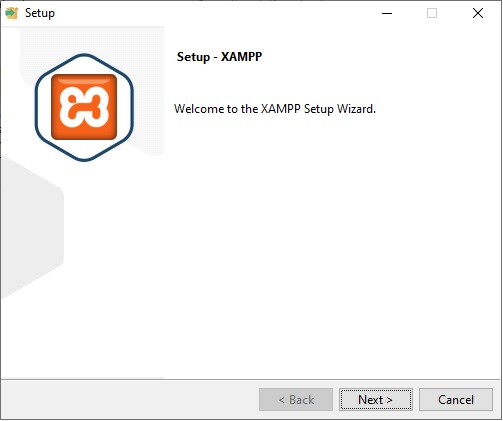 Setup
Setup - XAMPP
Welcome to the XAMPP Setup Wizard.
< Back
Next >
Cancel